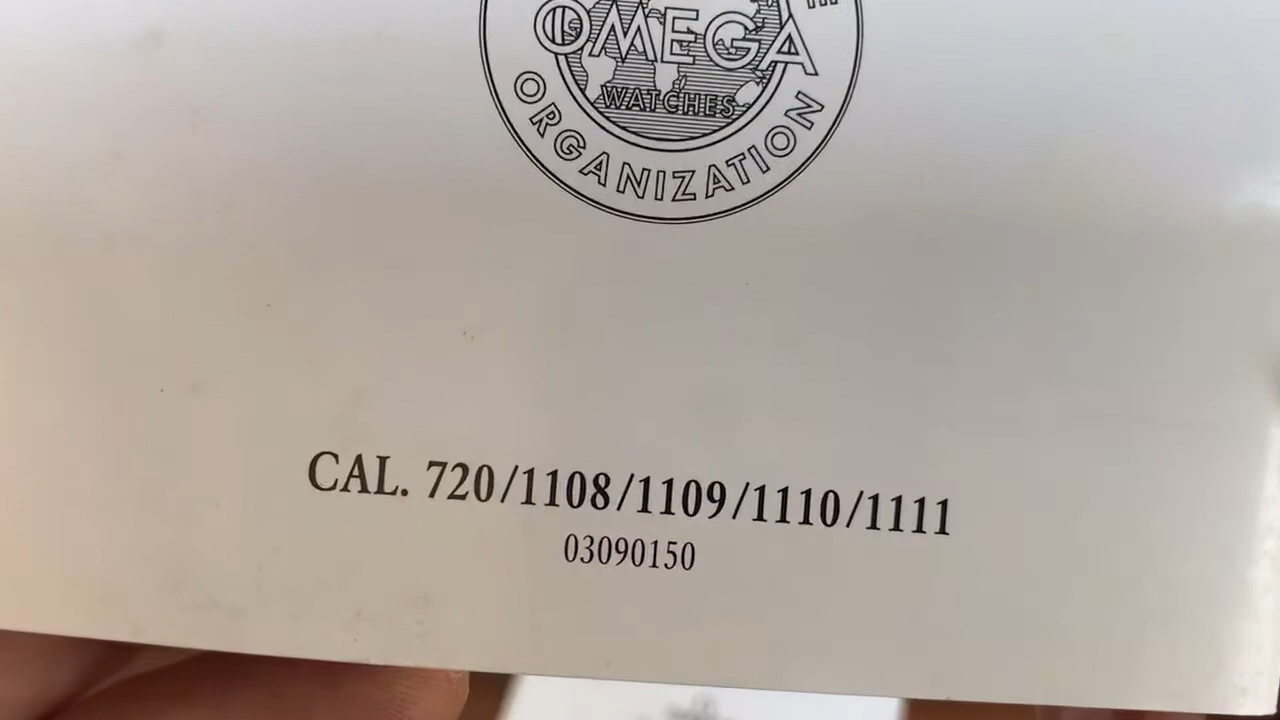 OMEGA
WATCHES
ORGANIZATION
CAL. 720/1108/1109/1110/1111
03090150